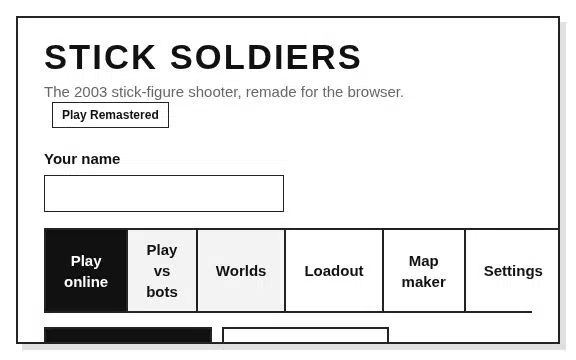 STICK SOLDIERS
The 2003 stick-figure shooter, remade for the browser.
Play Remastered
Your name
Play
online
Play
vs
bots
Worlds
Loadout
Map
maker
Settings